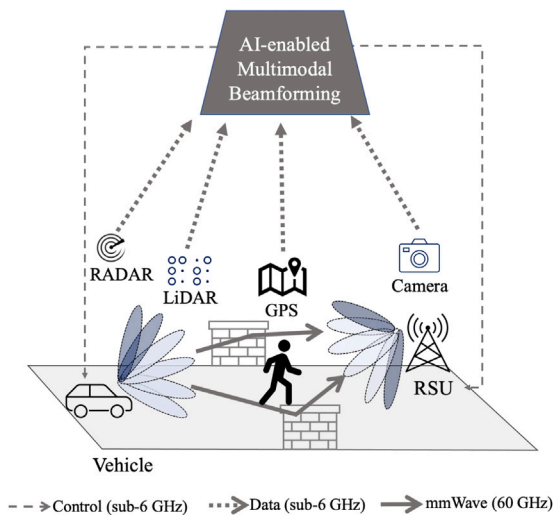 AI-enabled
Multimodal
Beamforming
RADAR
LiDAR
GPS
Camera
RSU
Vehicle
Control (sub-6 GHz)
Data (sub-6 GHz)
mmWave (60 GHz)